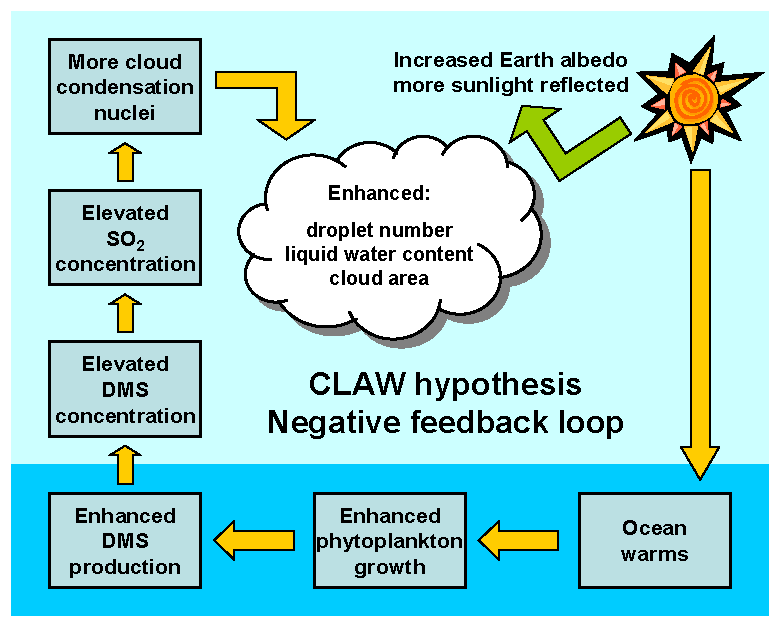 More cloud
condensation
nuclei
Increased Earth albedo
more sunlight reflected
Enhanced:
droplet number
liquid water content
cloud area
Elevated
SO₂
concentration
Elevated
DMS
concentration
CLAW hypothesis
Negative feedback loop
Enhanced
DMS
production
Enhanced
phytoplankton
growth
Ocean
warms